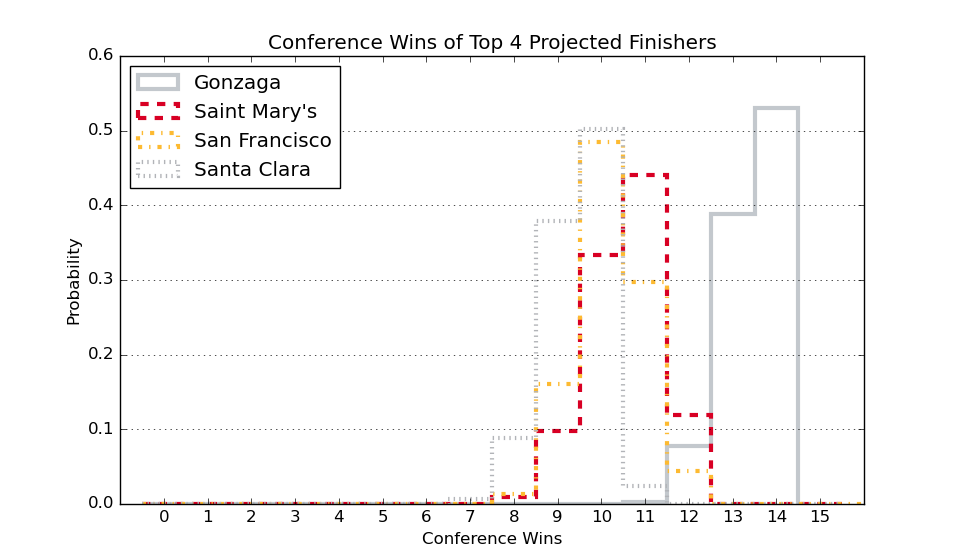 Conference Wins of Top 4 Projected Finishers
0.6
0.5
0.4
0.3
0.2
0.1
0.0
Probability
Gonzaga
Saint Mary's
San Francisco
Santa Clara
0 1 2 3 4 5 6 7 8 9 10 11 12 13 14 15
Conference Wins